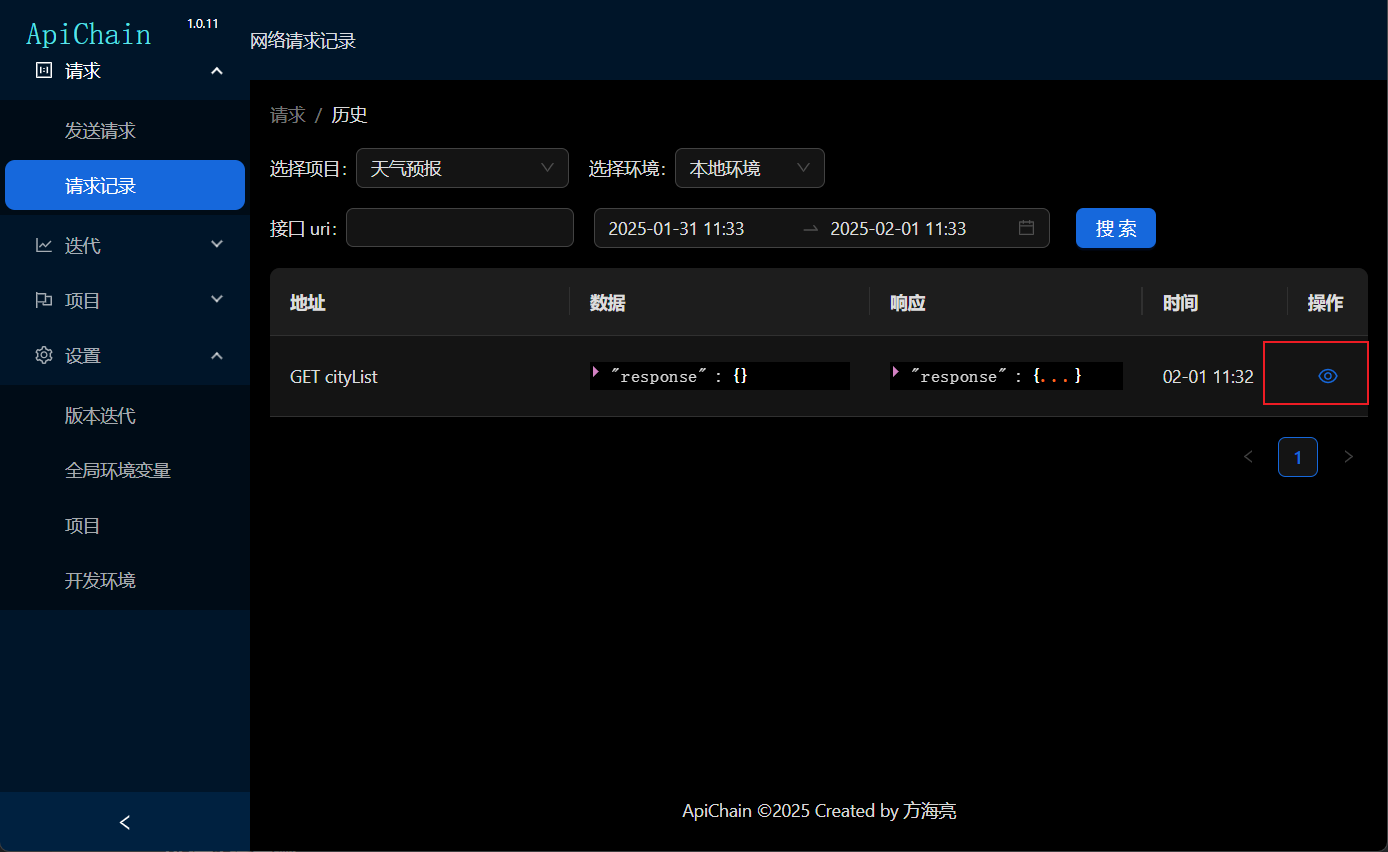 ApiChain 1.0.11
请求
发送请求
请求记录
迭代
项目
设置
版本迭代
全局环境变量
项目
开发环境
网络请求记录
请求 / 历史
选择项目: 天气预报 选择环境: 本地环境
接口 uri: 2025-01-31 11:33 → 2025-02-01 11:33 搜 索
地址 数据 响应 时间 操作
GET cityList "response" : {} "response" : {...} 02-01 11:32
1
ApiChain ©2025 Created by 方海亮